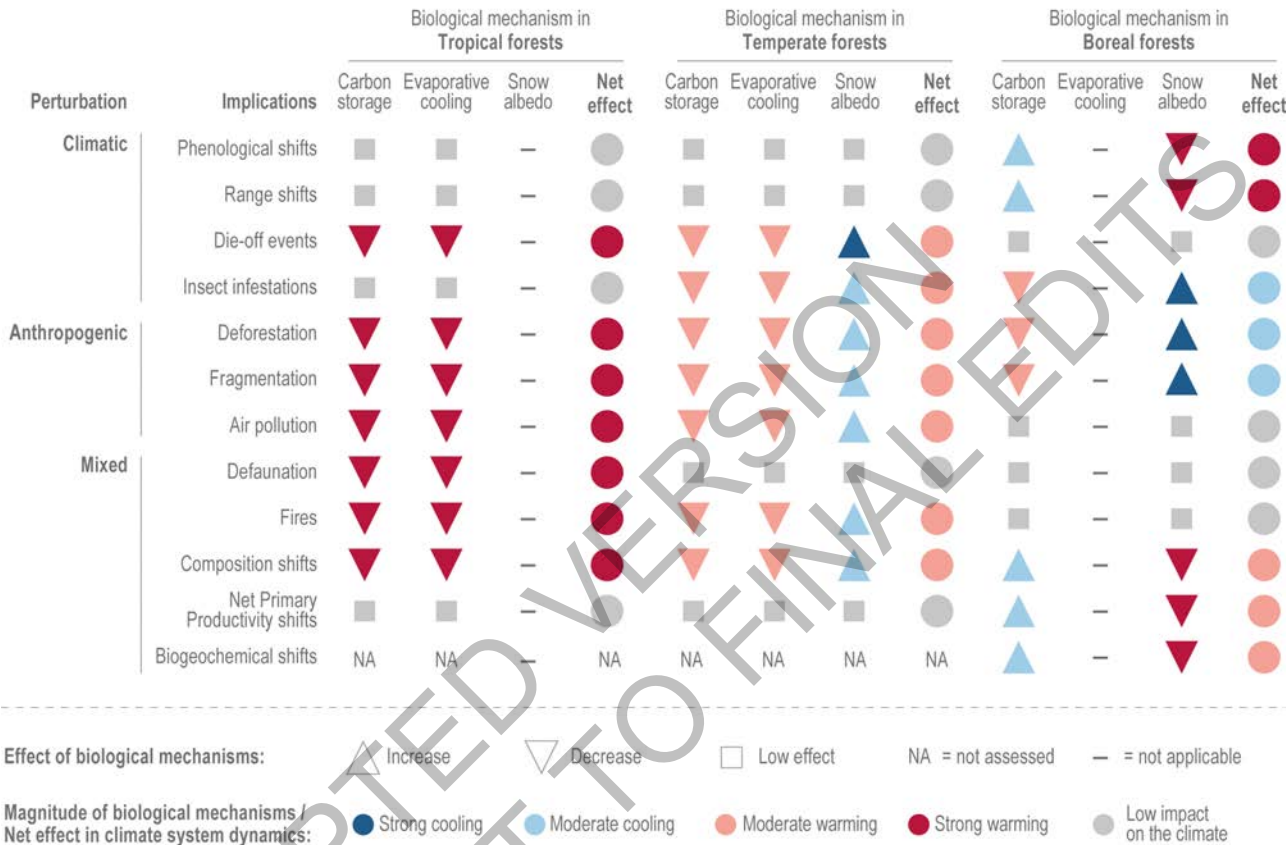 Biological mechanism in Tropical forests
Biological mechanism in Temperate forests
Biological mechanism in Boreal forests
Perturbation Implications Carbon storage Evaporative cooling Snow albedo Net effect Carbon storage Evaporative cooling Snow albedo Net effect Carbon storage Evaporative cooling Snow albedo Net effect
Climatic Phenological shifts – – –
Range shifts – –
Die-off events – –
Insect infestations – –
Anthropogenic Deforestation – –
Fragmentation – –
Air pollution – –
Mixed Defaunation – –
Fires – –
Composition shifts – –
Net Primary
Productivity shifts – –
Biogeochemical shifts NA NA – NA NA NA NA NA –
Effect of biological mechanisms: Increase Decrease Low effect NA = not assessed – = not applicable
Magnitude of biological mechanisms /
Net effect in climate system dynamics: Strong cooling Moderate cooling Moderate warming Strong warming Low impact
on the climate
PTED VERSION
T TO FINAL EDITS